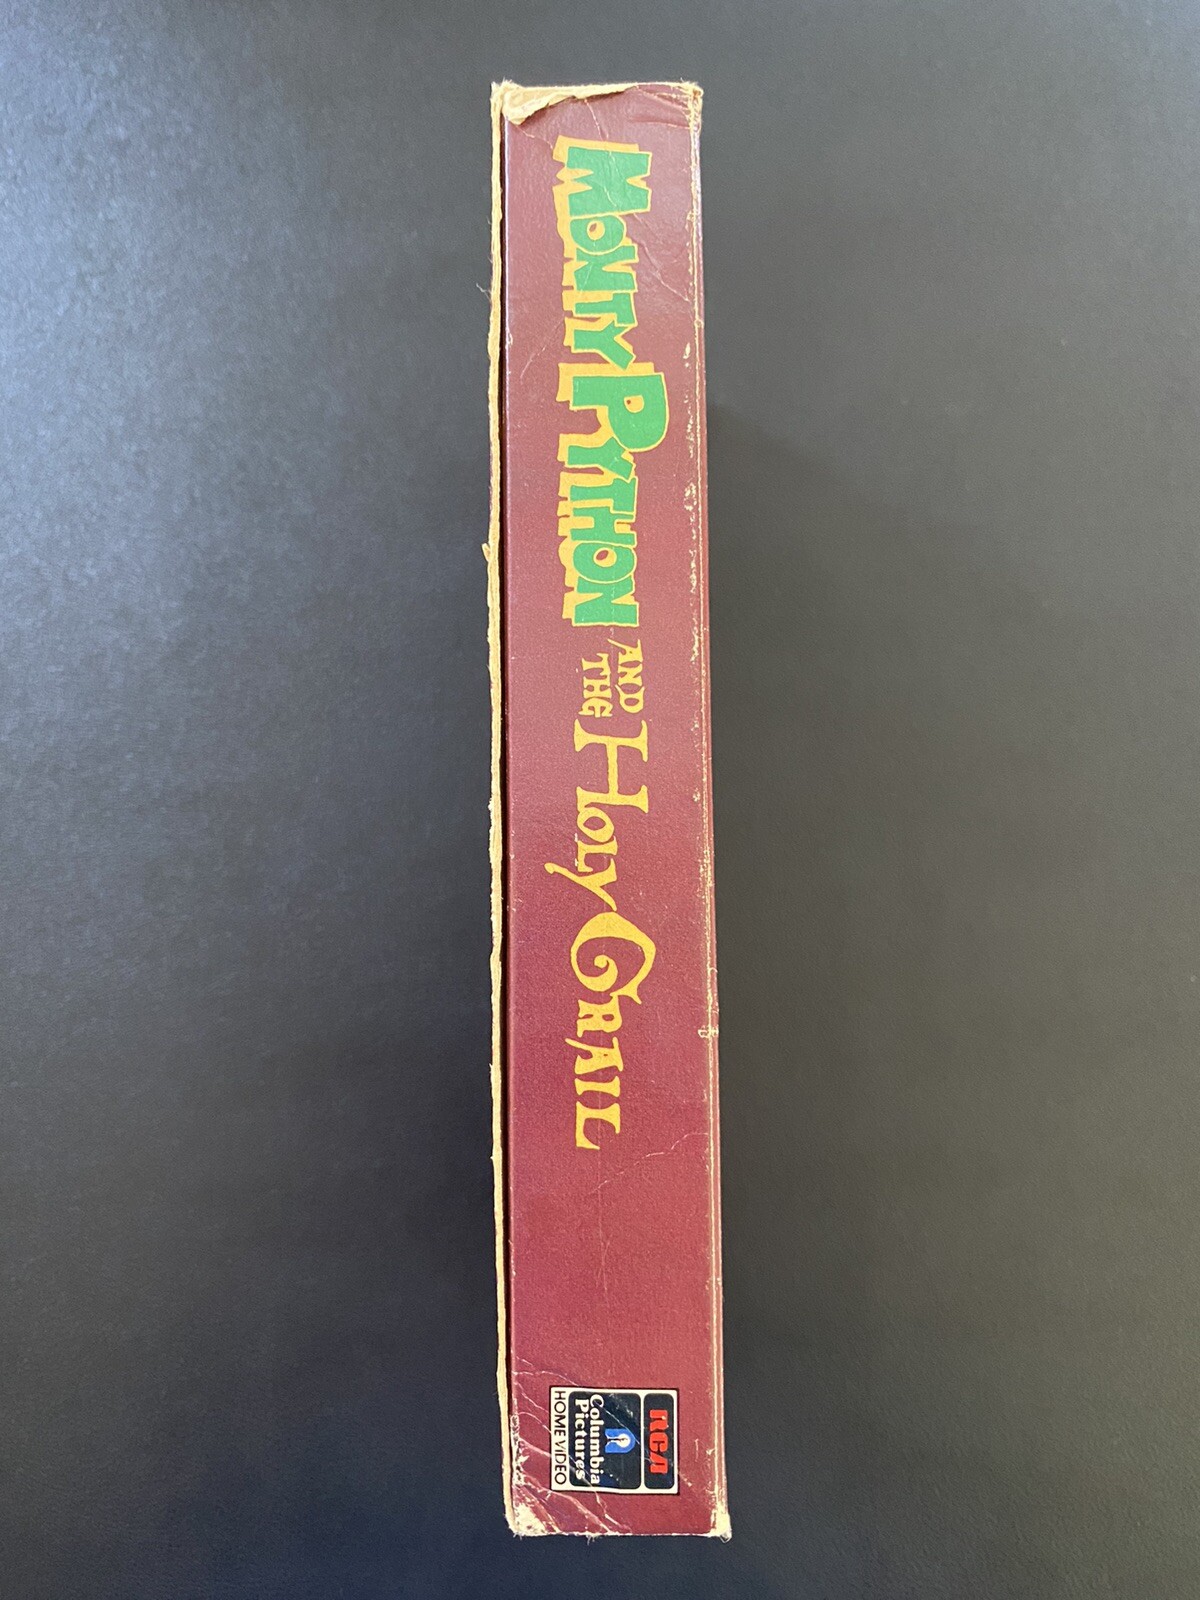 MONTY PYTHON AND THE HOLY GRAIL
RCA
Columbia
Pictures
HOME VIDEO